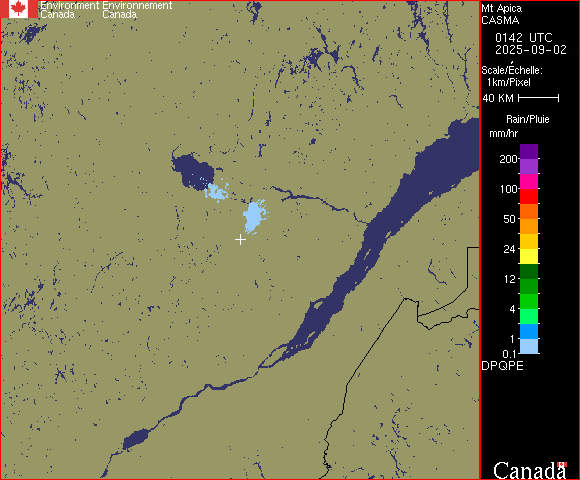 Environment Environnement
Canada Canada
Mt Apica
CASMA
0142 UTC
2025-09-02
Scale/Échelle:
1km/Pixel
40 KM
Rain/Pluie
mm/hr
200
100
50
24
12
4
1
0.1
DPQPE
Canada